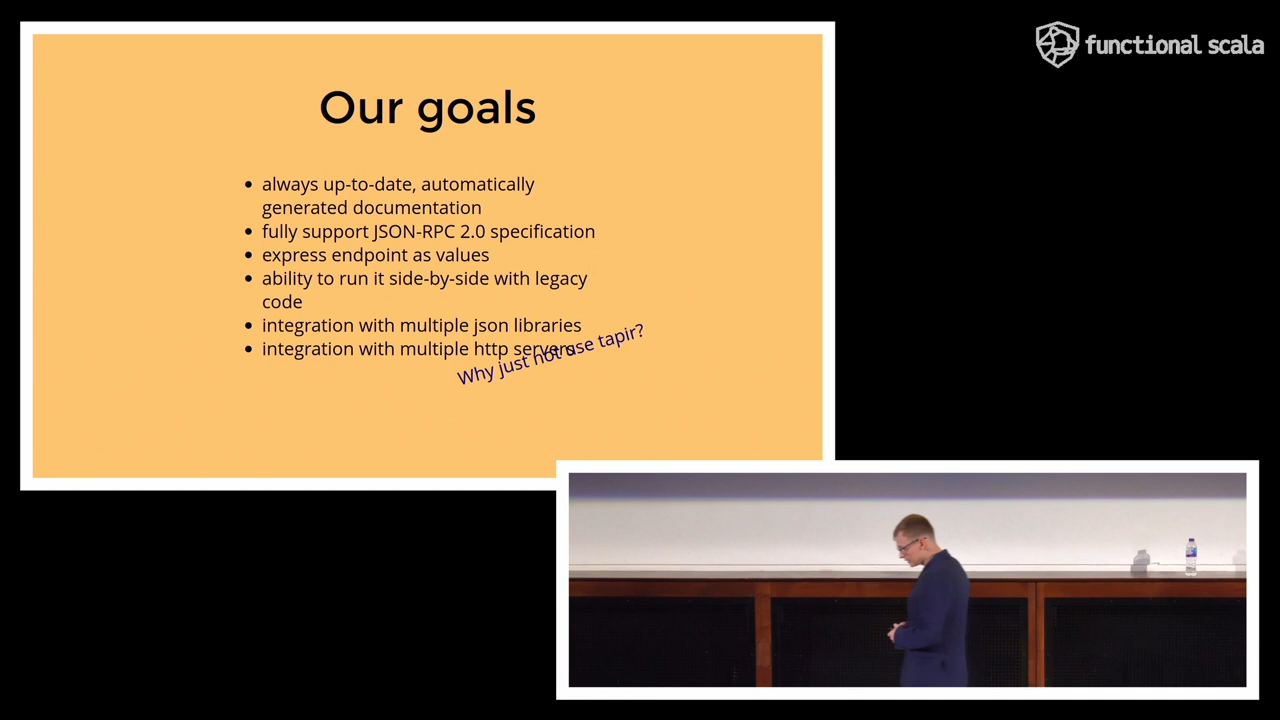 functional scala
Our goals
always up-to-date, automatically
generated documentation
fully support JSON-RPC 2.0 specification
express endpoint as values
ability to run it side-by-side with legacy
code
integration with multiple json libraries
integration with multiple http servers
Why just not use tapir?